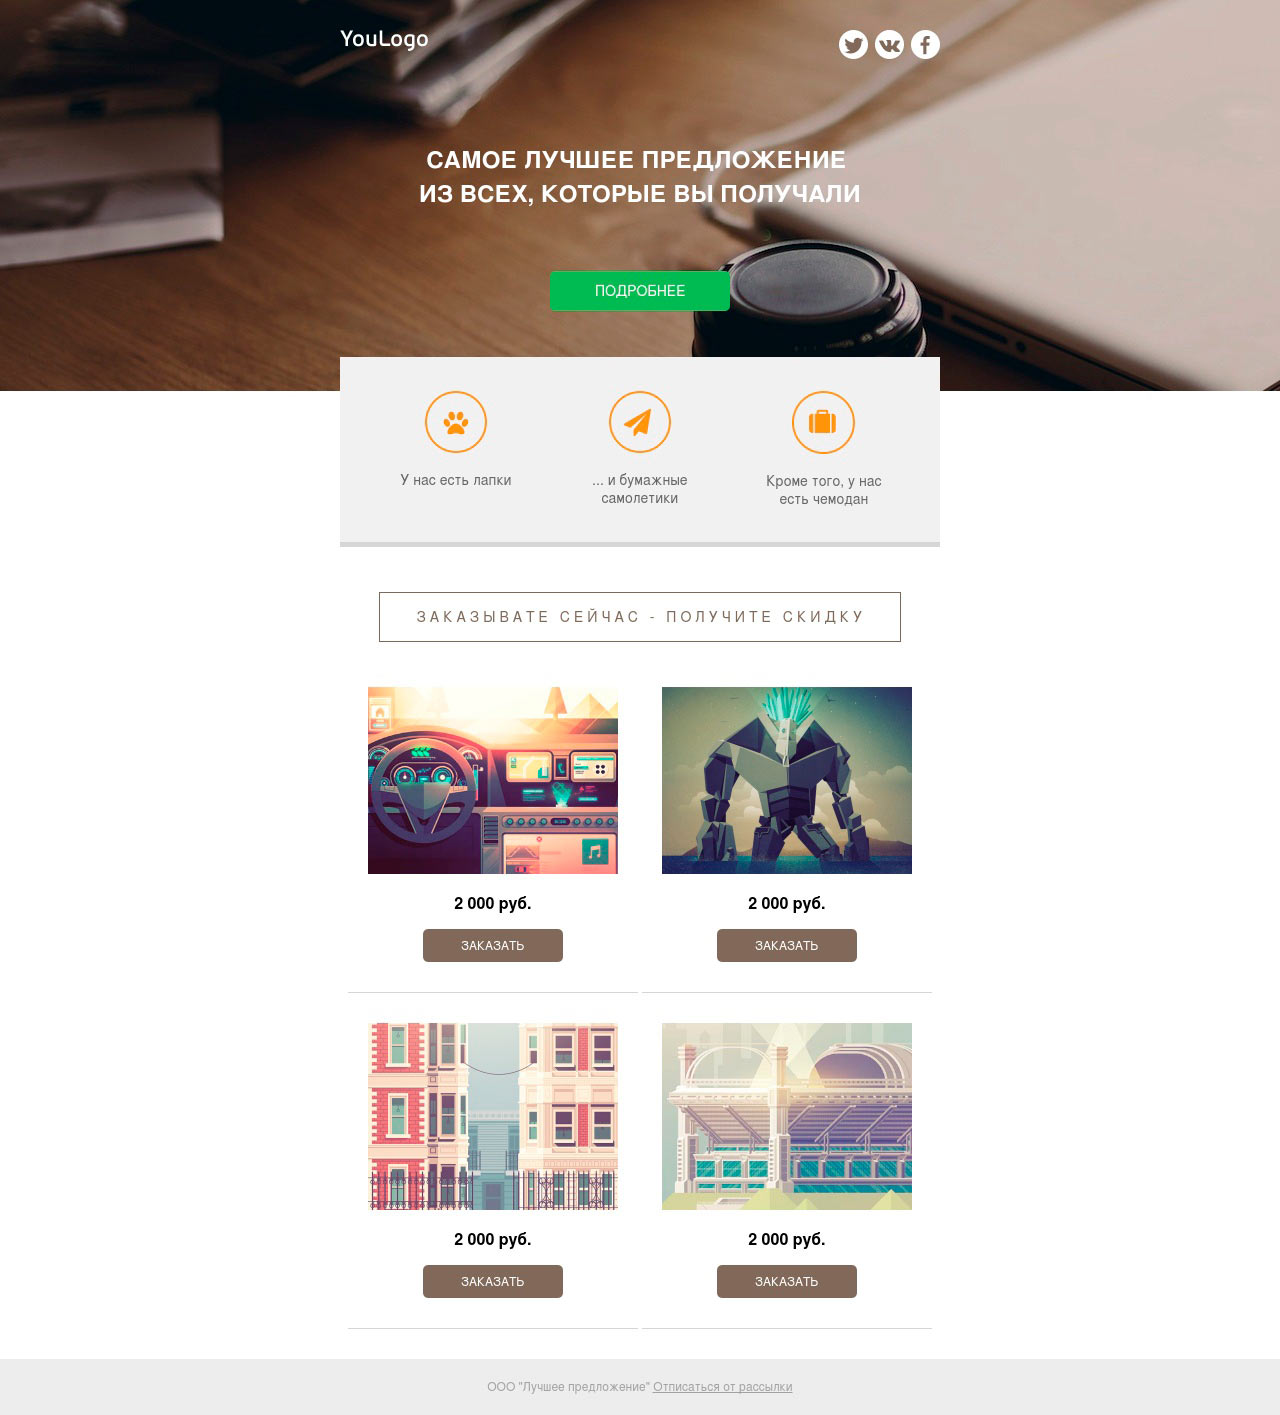 YouLogo
САМОЕ ЛУЧШЕЕ ПРЕДЛОЖЕНИЕ
ИЗ ВСЕХ, КОТОРЫЕ ВЫ ПОЛУЧАЛИ
ПОДРОБНЕЕ
У нас есть лапки
... и бумажные
самолетики
Кроме того, у нас
есть чемодан
ЗАКАЗЫВАТЕ СЕЙЧАС - ПОЛУЧИТЕ СКИДКУ
2 000 руб.
2 000 руб.
ЗАКАЗАТЬ
ЗАКАЗАТЬ
2 000 руб.
2 000 руб.
ЗАКАЗАТЬ
ЗАКАЗАТЬ
ООО "Лучшее предложение" Отписаться от рассылки